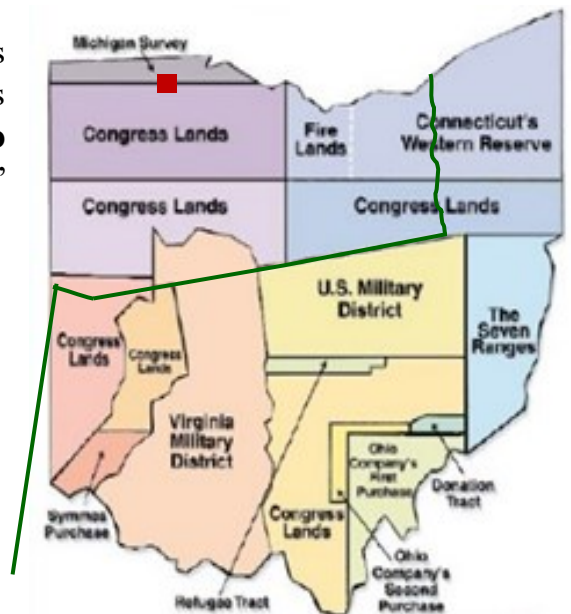 Michigan Survey
Congress Lands
Fire
Lands
Connecticut's
Western Reserve
Congress Lands
Congress Lands
U.S. Military
District
The
Seven
Ranges
Congress
Lands
Congress
Lands
Virginia
Military
District
Ohio
Company's
First
Purchase
Donation
Tract
Symmes
Purchase
Congress
Lands
Ohio
Company's
Second
Purchase
Refugee Tract